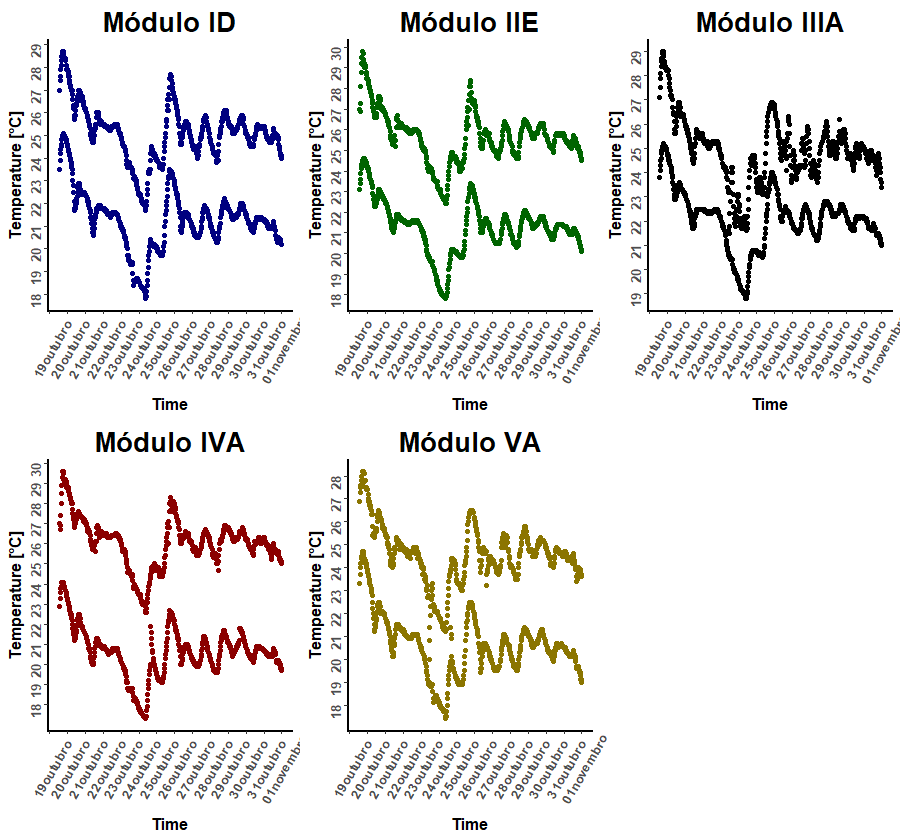 Módulo ID
Temperature [°C]
29
28
27
26
25
24
23
22
21
20
19
18
19outubro
20outubro
21outubro
22outubro
23outubro
24outubro
25outubro
26outubro
27outubro
28outubro
29outubro
30outubro
31outubro
01novembro
Time
Módulo IIE
Temperature [°C]
30
29
28
27
26
25
24
23
22
21
20
19
18
19outubro
20outubro
21outubro
22outubro
23outubro
24outubro
25outubro
26outubro
27outubro
28outubro
29outubro
30outubro
31outubro
01novembro
Time
Módulo IIIA
Temperature [°C]
29
28
27
26
25
24
23
22
21
20
19
19outubro
20outubro
21outubro
22outubro
23outubro
24outubro
25outubro
26outubro
27outubro
28outubro
29outubro
30outubro
31outubro
01novembro
Time
Módulo IVA
Temperature [°C]
30
29
28
27
26
25
24
23
22
21
20
19
18
19outubro
20outubro
21outubro
22outubro
23outubro
24outubro
25outubro
26outubro
27outubro
28outubro
29outubro
30outubro
31outubro
01novembro
Time
Módulo VA
Temperature [°C]
28
27
26
25
24
23
22
21
20
19
18
19outubro
20outubro
21outubro
22outubro
23outubro
24outubro
25outubro
26outubro
27outubro
28outubro
29outubro
30outubro
31outubro
01novembro
Time